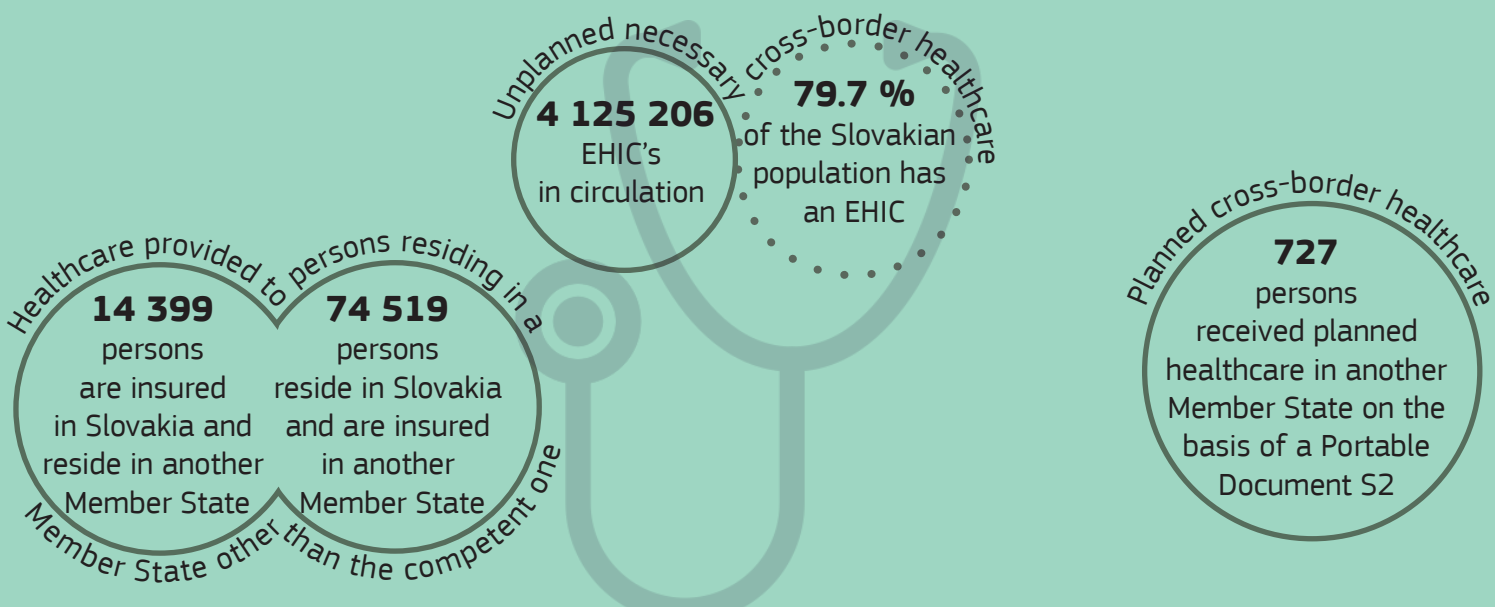 Unplanned necessary cross-border healthcare
4 125 206
EHIC's
in circulation
79.7 %
of the Slovakian
population has
an EHIC
Healthcare provided to persons residing in a
Member State other than the competent one
14 399
persons
are insured
in Slovakia and
reside in another
Member State
74 519
persons
reside in Slovakia
and are insured
in another
Member State
Planned cross-border healthcare
727
persons
received planned
healthcare in another
Member State on the
basis of a Portable
Document S2